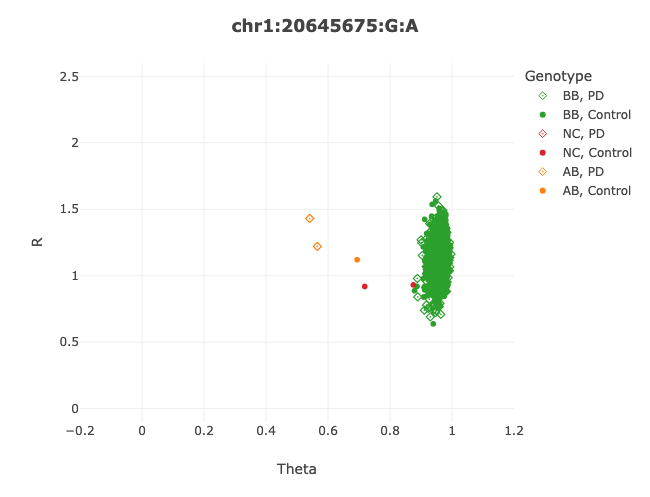 chr1:20645675:G:A
Genotype
BB, PD
BB, Control
NC, PD
NC, Control
AB, PD
AB, Control
2.5
2
1.5
1
0.5
0
R
−0.2 0 0.2 0.4 0.6 0.8 1 1.2
Theta